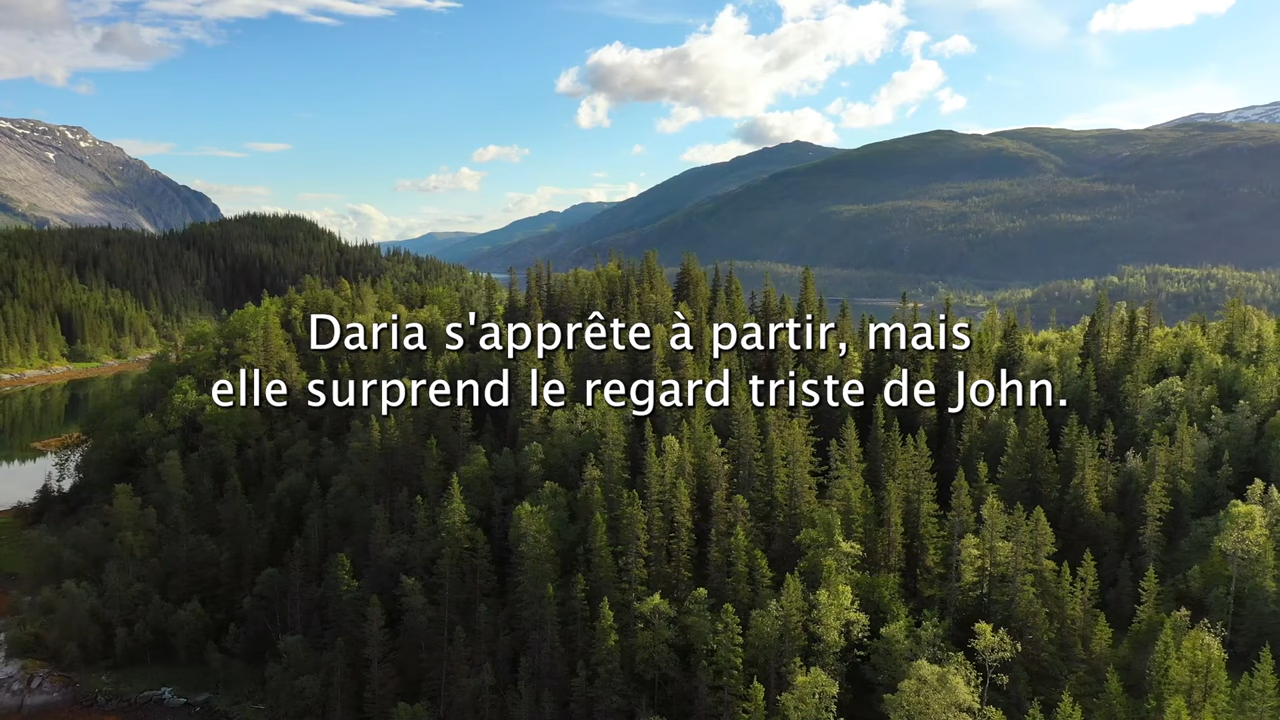 Daria s'apprête à partir, mais
elle surprend le regard triste de John.